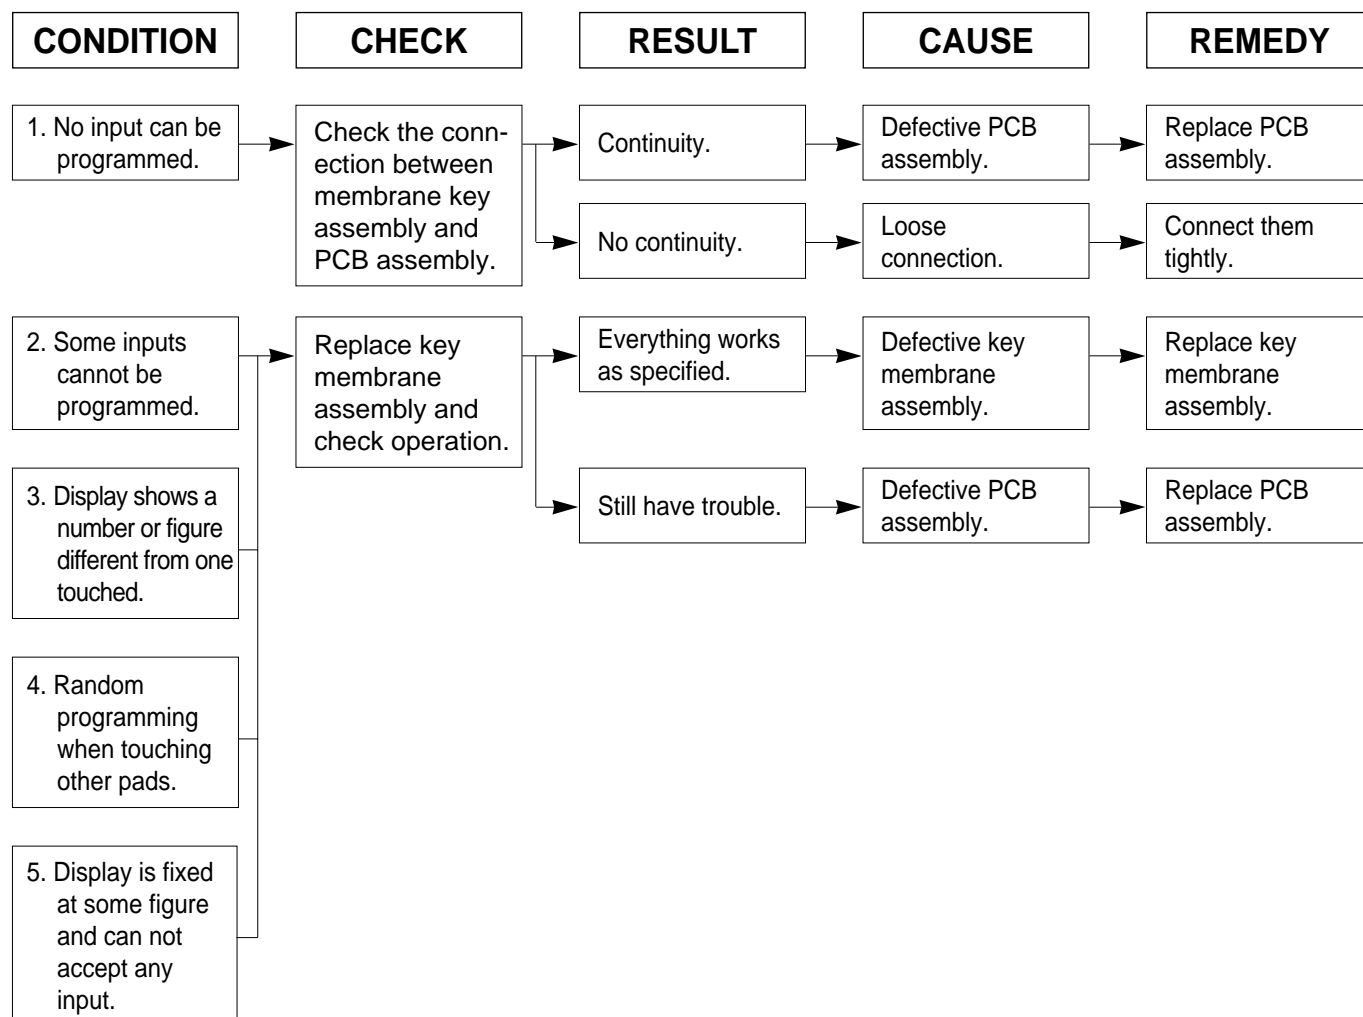 CONDITION
CHECK
RESULT
CAUSE
REMEDY
1. No input can be
programmed.
Check the conn-
ection between
membrane key
assembly and
PCB assembly.
Continuity.
Defective PCB
assembly.
Replace PCB
assembly.
No continuity.
Loose
connection.
Connect them
tightly.
2. Some inputs
cannot be
programmed.
Replace key
membrane
assembly and
check operation.
Everything works
as specified.
Defective key
membrane
assembly.
Replace key
membrane
assembly.
3. Display shows a
number or figure
different from one
touched.
Still have trouble.
Defective PCB
assembly.
Replace PCB
assembly.
4. Random
programming
when touching
other pads.
5. Display is fixed
at some figure
and can not
accept any
input.